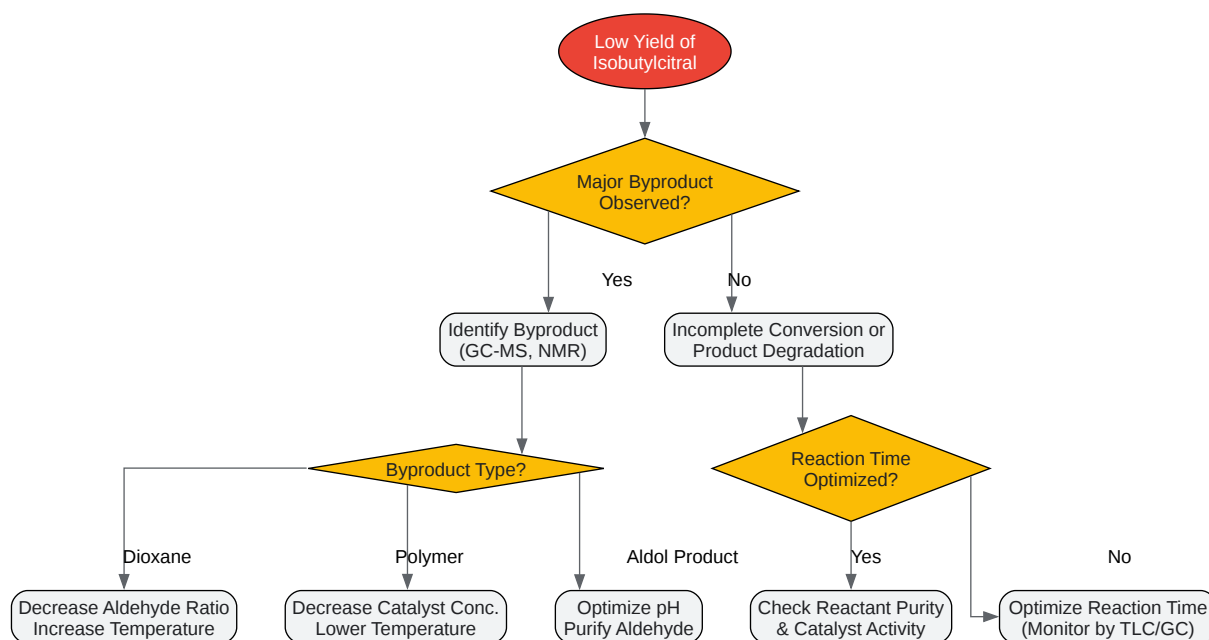 Low Yield of
Isobutylcitral
Major Byproduct
Observed?
Yes
No
Identify Byproduct
(GC-MS, NMR)
Incomplete Conversion or
Product Degradation
Byproduct Type?
Reaction Time
Optimized?
Dioxane
Polymer
Aldol Product
Yes
No
Decrease Aldehyde Ratio
Increase Temperature
Decrease Catalyst Conc.
Lower Temperature
Optimize pH
Purify Aldehyde
Check Reactant Purity
& Catalyst Activity
Optimize Reaction Time
(Monitor by TLC/GC)